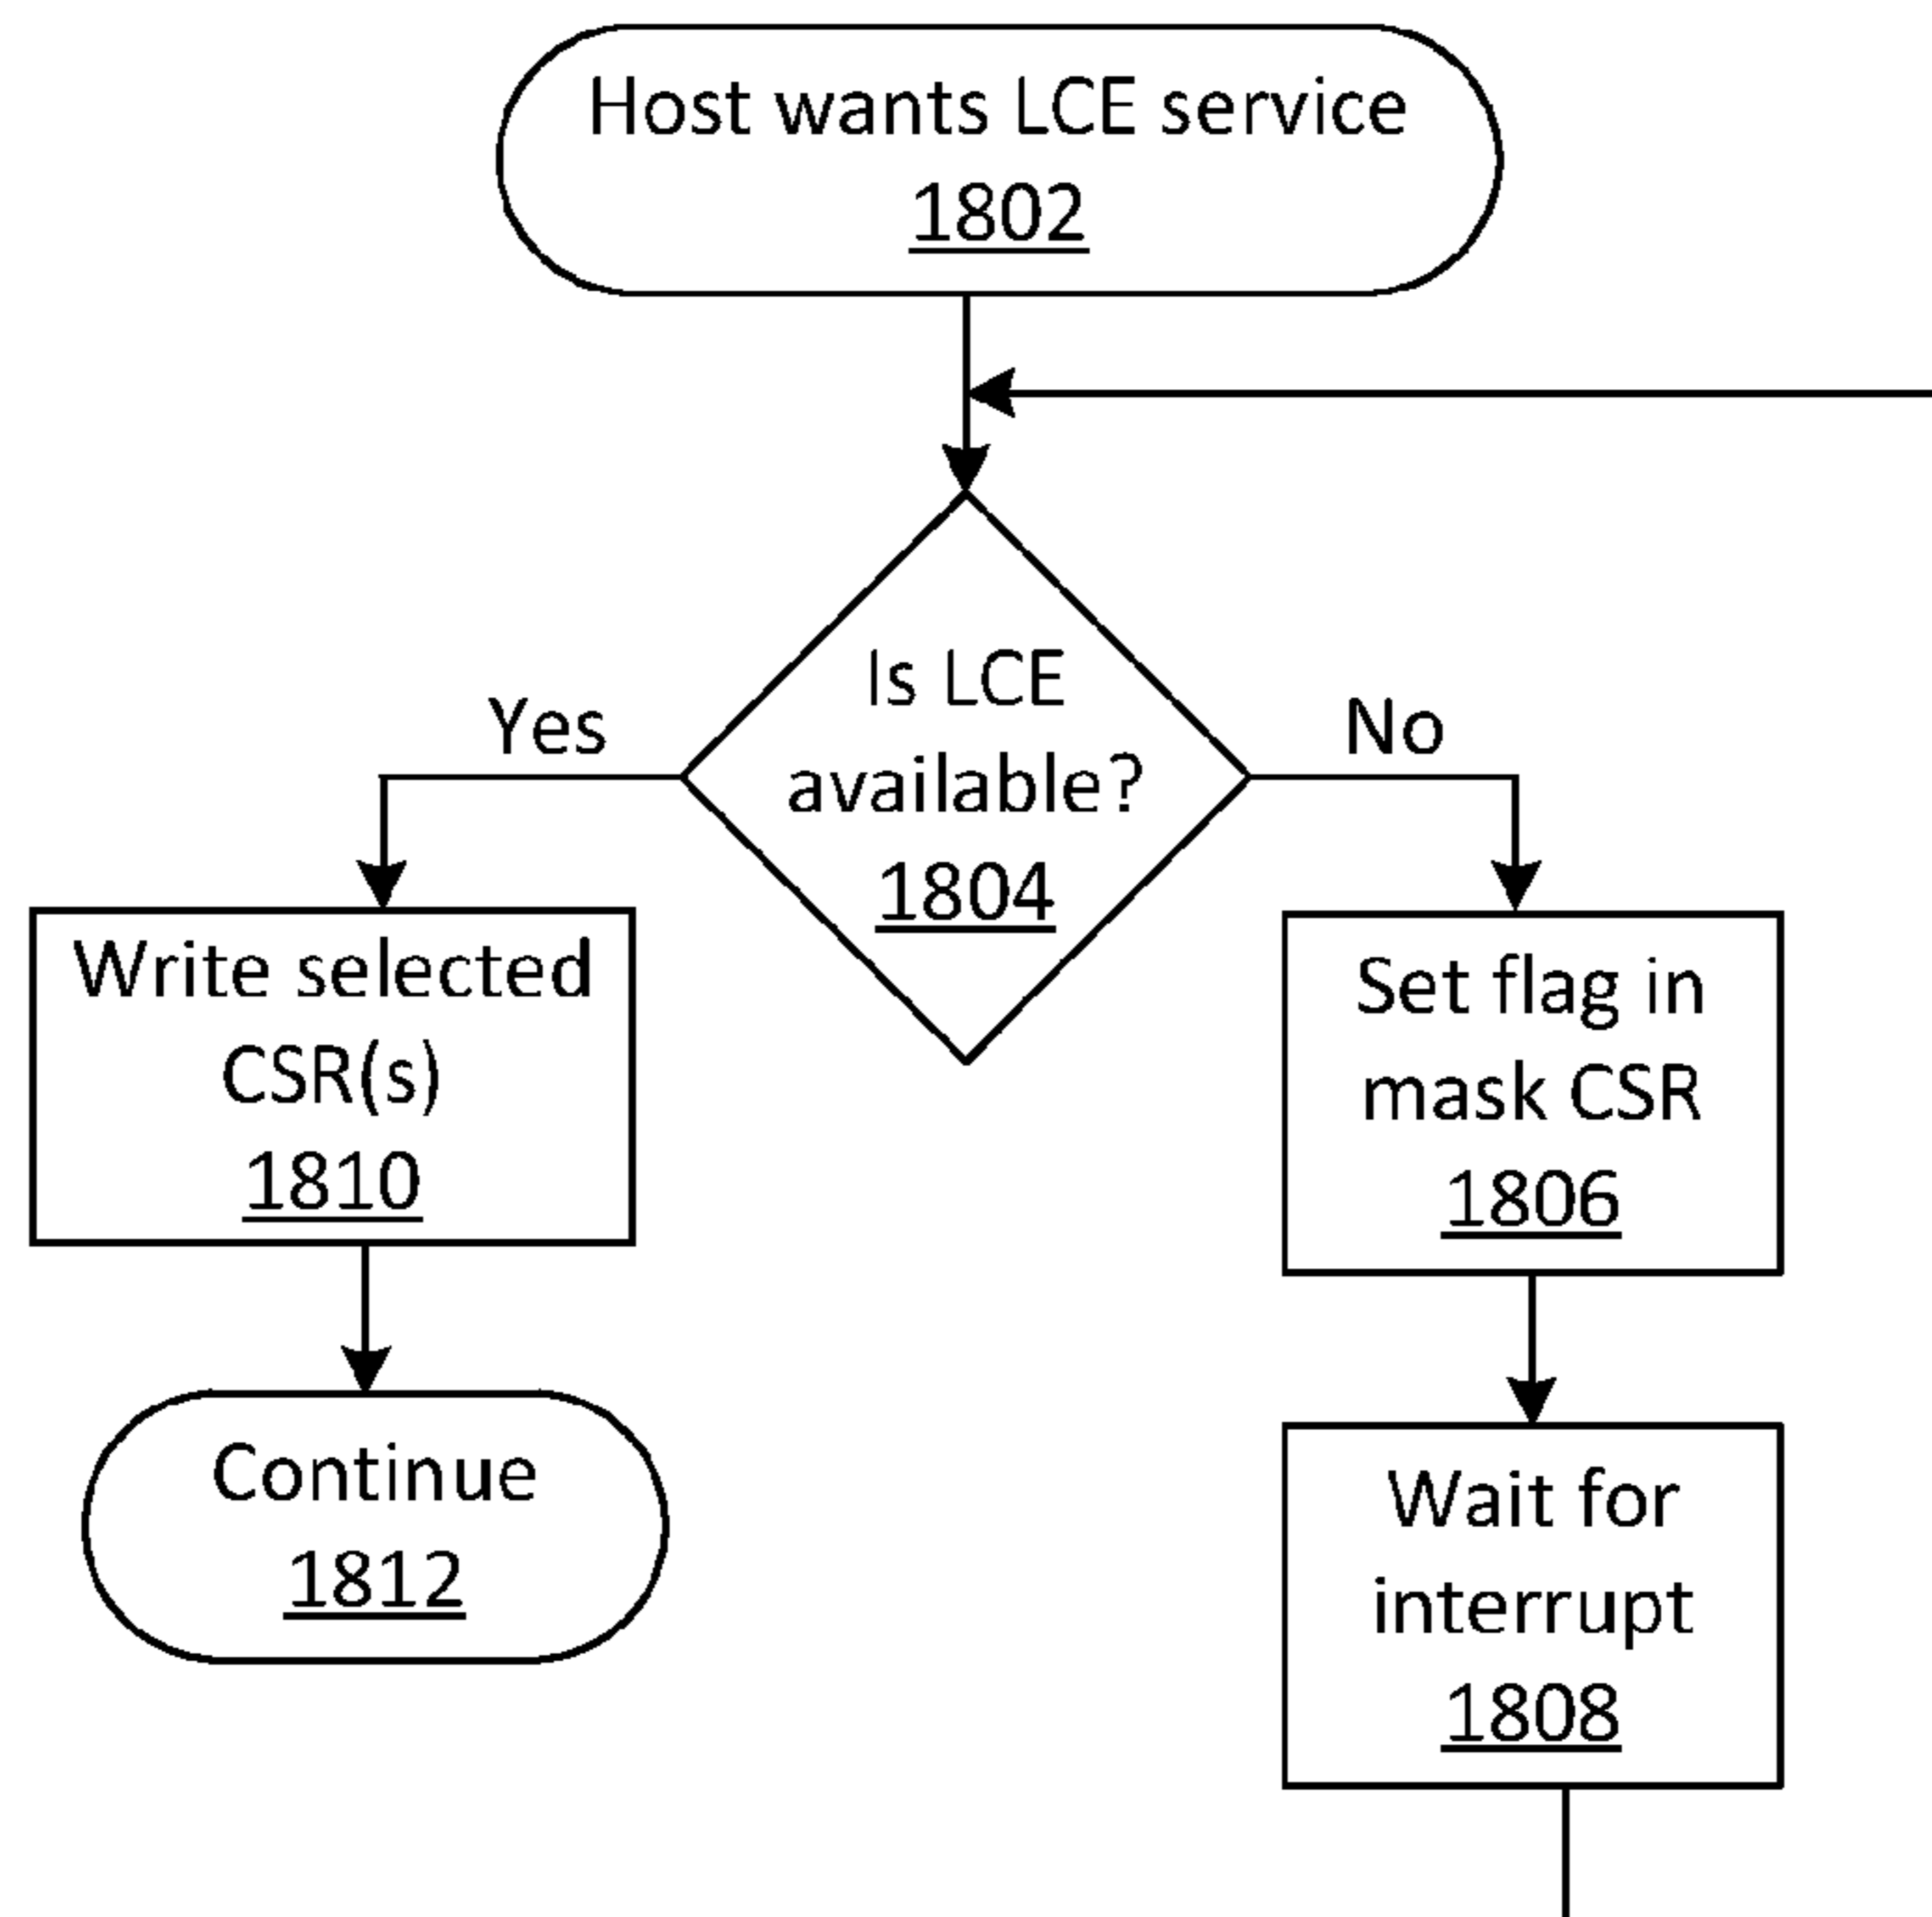 Host wants LCE service
1802
Is LCE
available?
1804
Yes
No
Write selected
CSR(s)
1810
Set flag in
mask CSR
1806
Continue
1812
Wait for
interrupt
1808